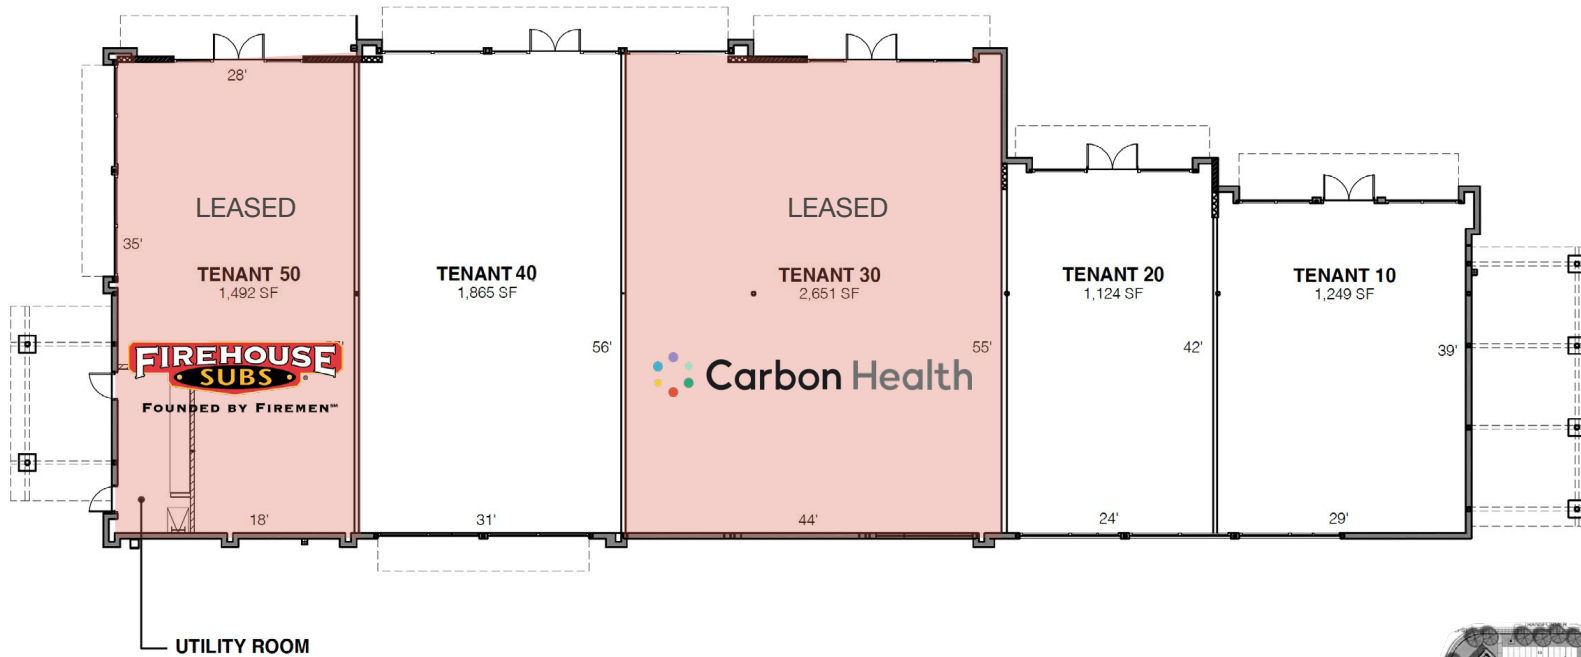 28'
LEASED
LEASED
35'
TENANT 50
1,492 SF
TENANT 40
1,865 SF
TENANT 30
2,651 SF
TENANT 20
1,124 SF
TENANT 10
1,249 SF
FIREHOUSE
SUBS
FOUNDED BY FIREMEN℠
56'
Carbon Health
55'
42'
39'
18'
31'
44'
24'
29'
UTILITY ROOM